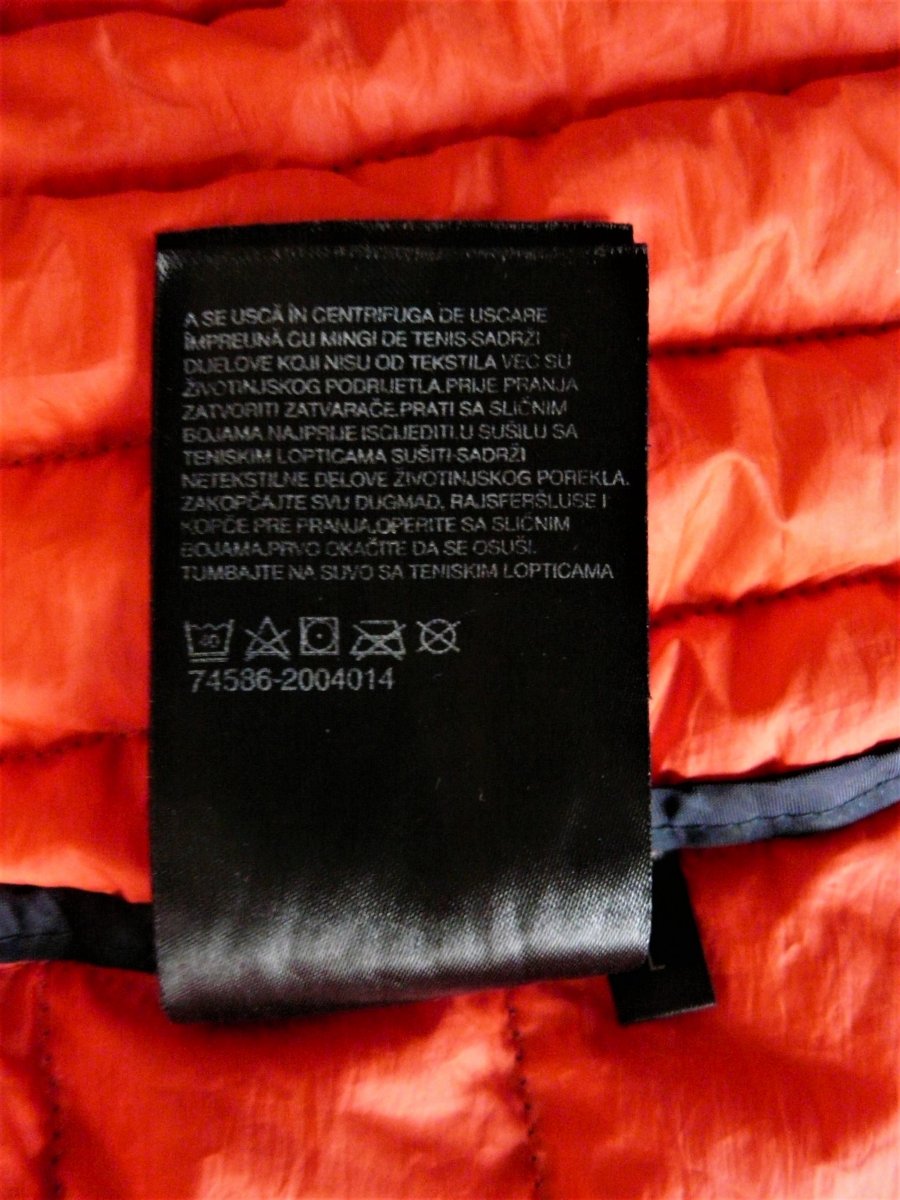 A SE USCĂ ÎN CENTRIFUGA DE USCARE
ÎMPREUNĂ CU MINGI DE TENIS-SADRŽI
DIJELOVE KOJI NISU OD TEKSTILA VEĆ SU
ŽIVOTINJSKOG PODRIJETLA.PRIJE PRANJA
ZATVORITI ZATVARAČE.PRATI SA SLIČNIM
BOJAMA NAJPRIJE ISCIJEDITI.U SUŠILU SA
TENISKIM LOPTICAMA SUŠITI-SADRŽI
NETEKSTILNE DELOVE ŽIVOTINJSKOG POREKLA.
ZAKOPČAJTE SVU DUGMAD, RAJSFERŠLUSE I
KOPČE PRE PRANJA.OPERITE SA SLIČNIM
BOJAMA.PRVO OKAČITE DA SE OSUŠI.
TUMBAJTE NA SUVO SA TENISKIM LOPTICAMA
40
74586-2004014
L